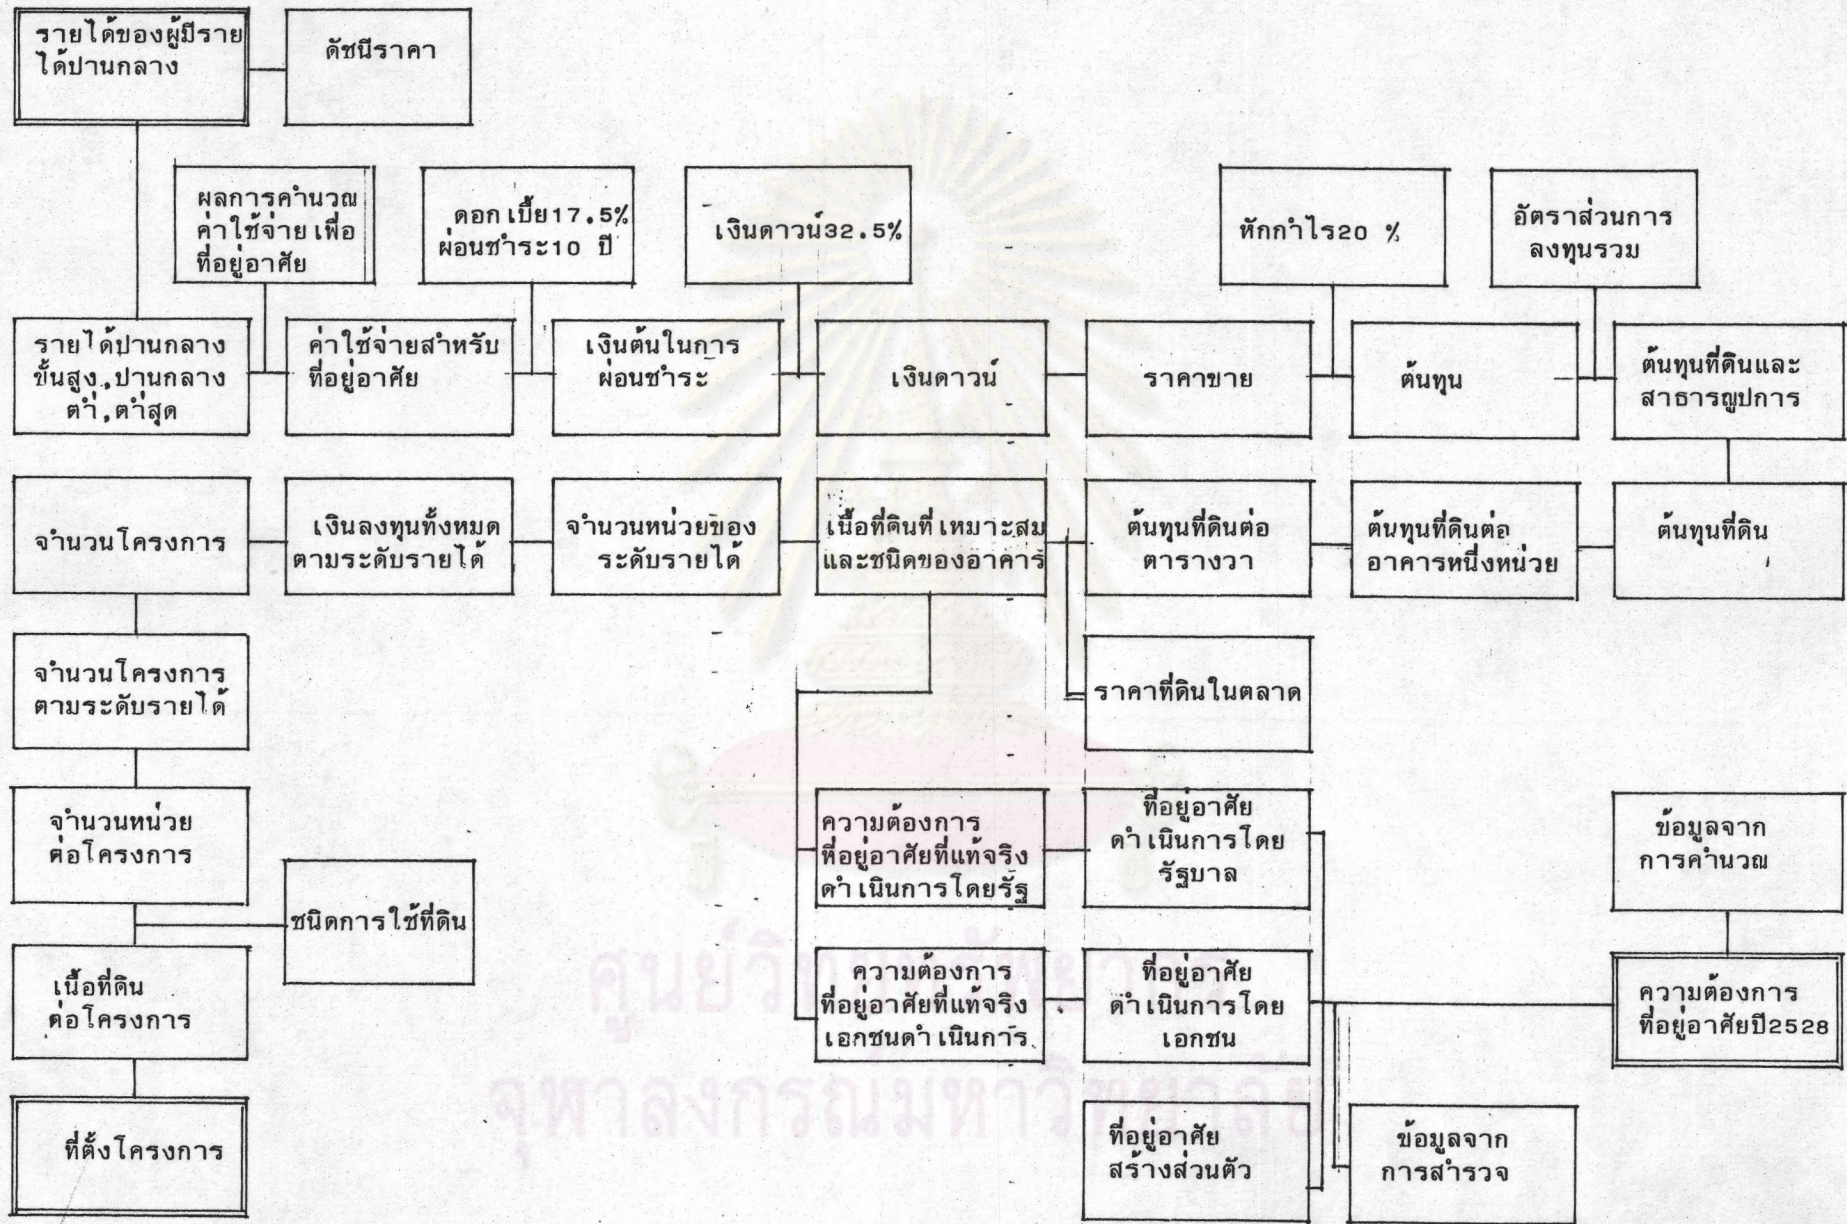 รายได้ของผู้มีราย
ได้ปานกลาง
ดัชนีราคา
ผลการคำนวณ
ค่าใช้จ่ายเพื่อ
ที่อยู่อาศัย
ดอกเบี้ย17.5%
ผ่อนชำระ10 ปี
เงินดาวน์32.5%
หักกำไร20 %
อัตราส่วนการ
ลงทุนรวม
รายได้ปานกลาง
ขั้นสูง,ปานกลาง
ต่ำ,ต่ำสุด
ค่าใช้จ่ายสำหรับ
ที่อยู่อาศัย
เงินต้นในการ
ผ่อนชำระ
เงินดาวน์
ราคาขาย
ต้นทุน
ต้นทุนที่ดินและ
สาธารณูปการ
จำนวนโครงการ
เงินลงทุนทั้งหมด
ตามระดับรายได้
จำนวนหน่วยของ
ระดับรายได้
เนื้อที่ดินที่เหมาะสม
และชนิดของอาคาร
ต้นทุนที่ดินต่อ
ตารางวา
ต้นทุนที่ดินต่อ
อาคารหนึ่งหน่วย
ต้นทุนที่ดิน
จำนวนโครงการ
ตามระดับรายได้
ราคาที่ดินในตลาด
จำนวนหน่วย
ต่อโครงการ
ความต้องการ
ที่อยู่อาศัยที่แท้จริง
ดำเนินการโดยรัฐ
ที่อยู่อาศัย
ดำเนินการโดย
รัฐบาล
ข้อมูลจาก
การคำนวณ
ชนิดการใช้ที่ดิน
เนื้อที่ดิน
ต่อโครงการ
ความต้องการ
ที่อยู่อาศัยที่แท้จริง
เอกชนดำเนินการ
ที่อยู่อาศัย
ดำเนินการโดย
เอกชน
ความต้องการ
ที่อยู่อาศัยปี2528
ที่ตั้งโครงการ
ที่อยู่อาศัย
สร้างส่วนตัว
ข้อมูลจาก
การสำรวจ
ศูนย์วิทยทรัพยากร
จุฬาลงกรณ์มหาวิทยาลัย